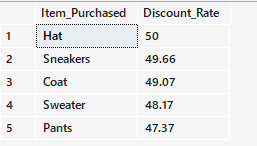 Item_Purchased Discount_Rate
1 Hat 50
2 Sneakers 49.66
3 Coat 49.07
4 Sweater 48.17
5 Pants 47.37